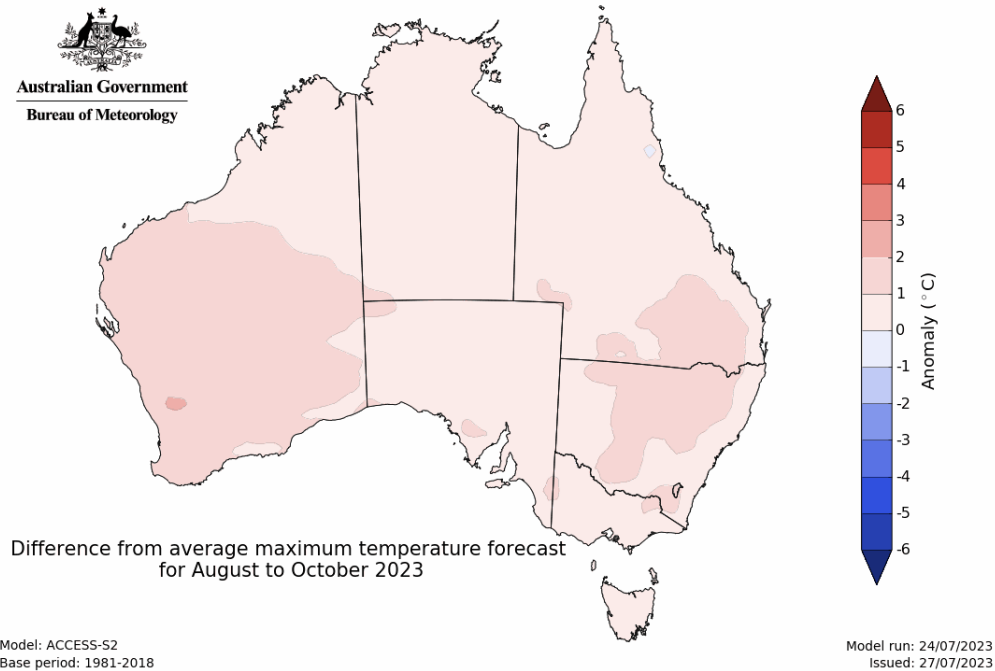 Australian Government
Bureau of Meteorology
6
5
4
3
2
1
0
-1
-2
-3
-4
-5
-6
Anomaly (°C)
Difference from average maximum temperature forecast
for August to October 2023
Model: ACCESS-S2
Base period: 1981-2018
Model run: 24/07/2023
Issued: 27/07/2023